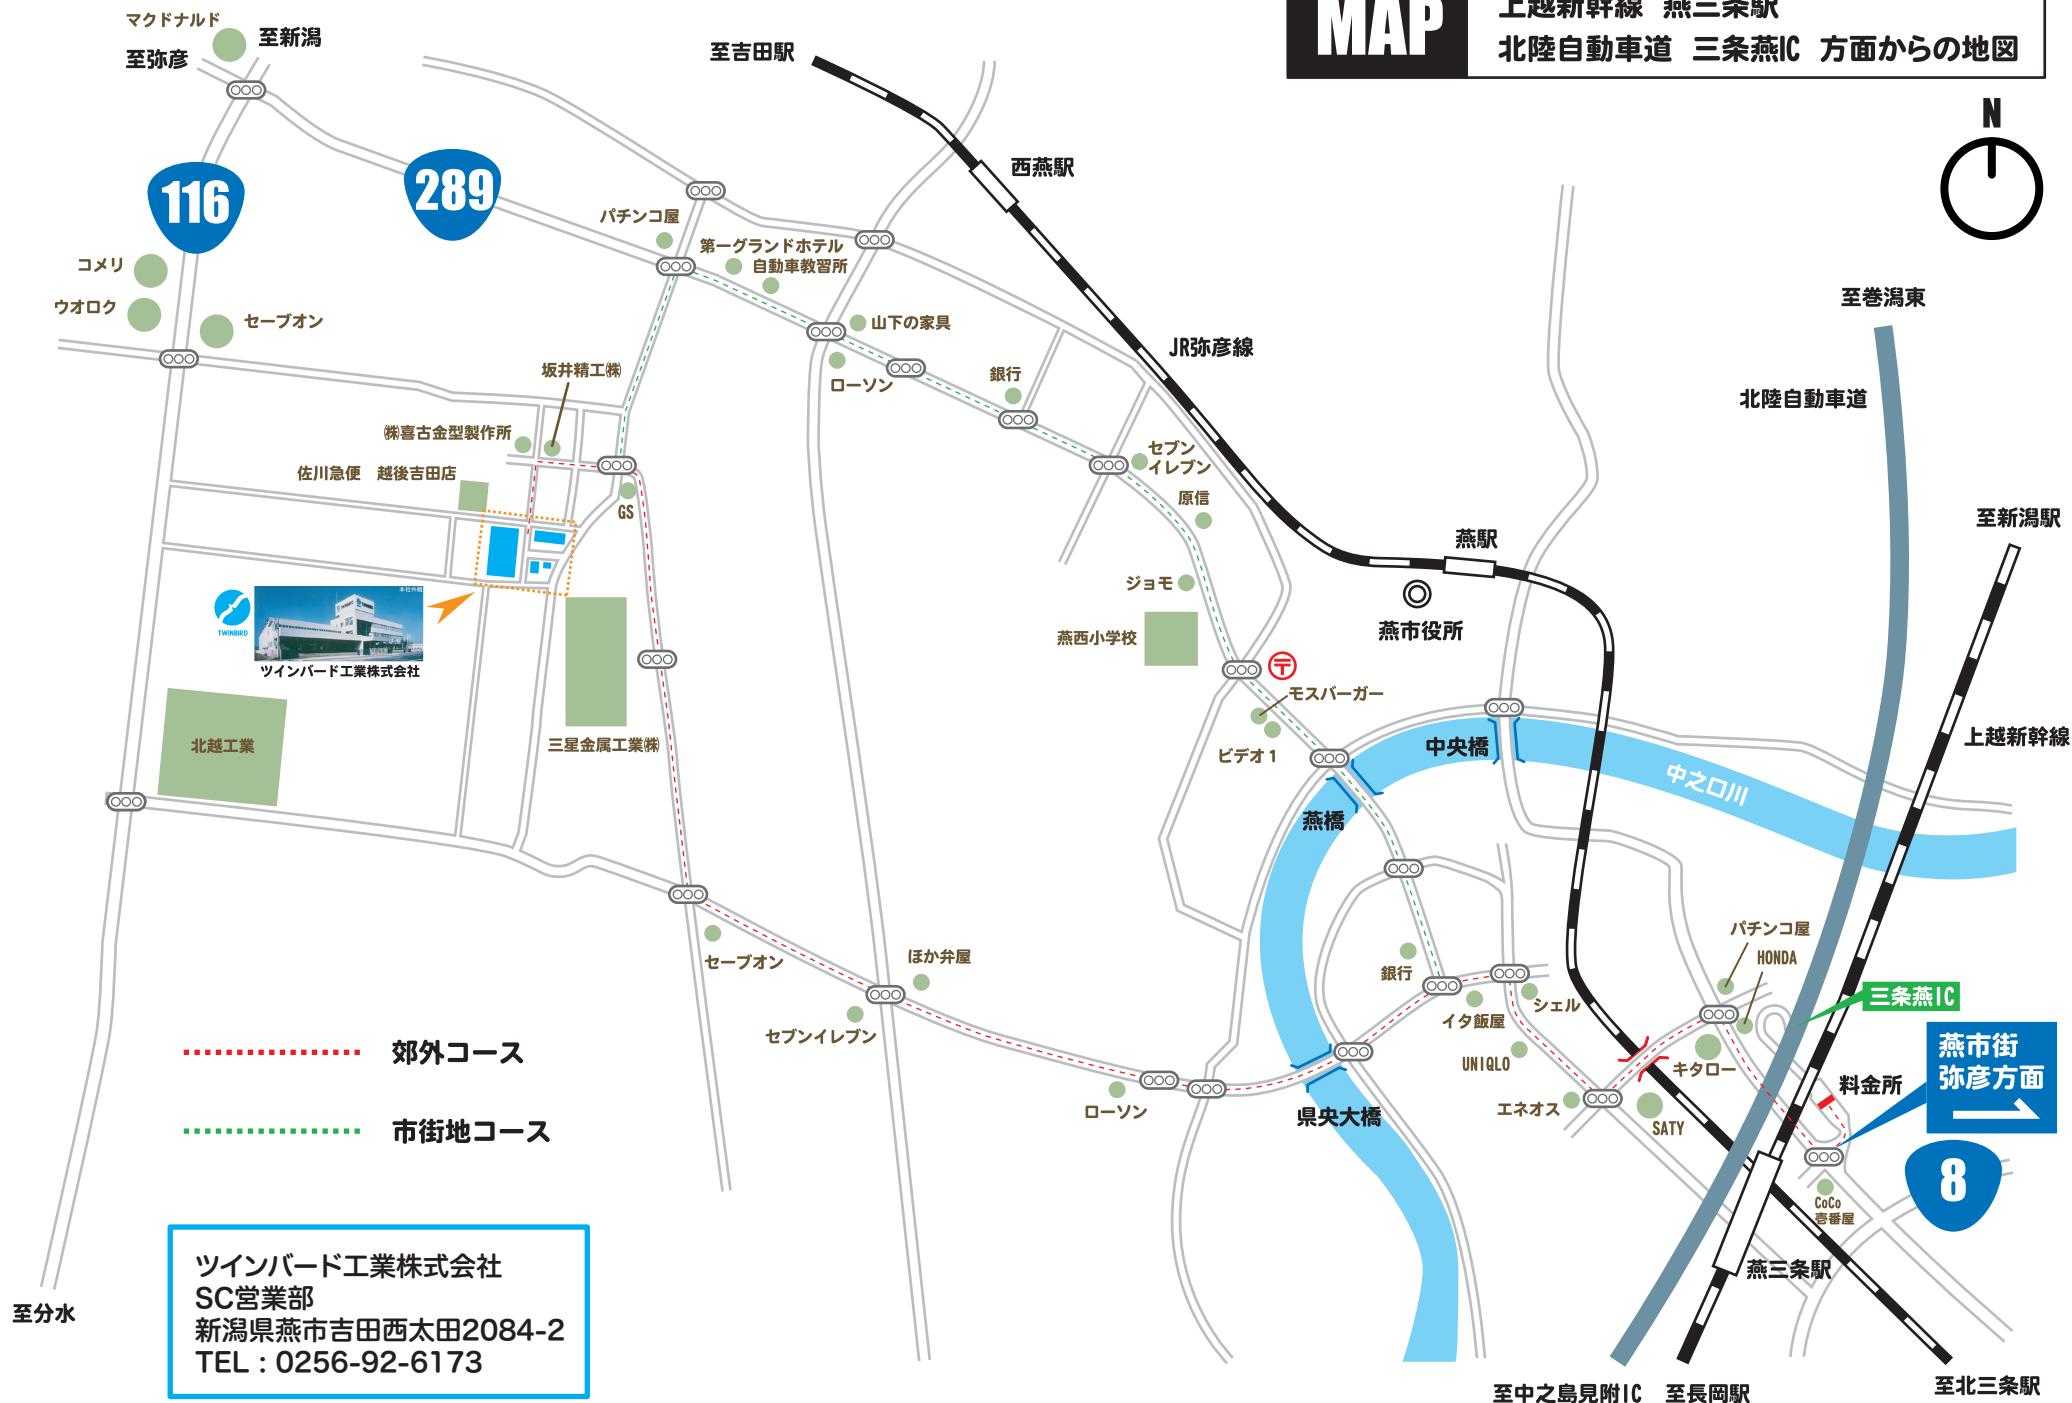 マクドナルド
至新潟
至弥彦
至吉田駅
MAP
上越新幹線 燕三条駅
北陸自動車道 三条燕IC 方面からの地図
N
西燕駅
116
289
パチンコ屋
第一グランドホテル
自動車教習所
コメリ
ウオロク
セーブオン
山下の家具
ローソン
JR弥彦線
至巻潟東
北陸自動車道
坂井精工㈱
銀行
㈱喜古金型製作所
佐川急便 越後吉田店
GS
セブン
イレブン
原信
燕駅
至新潟駅
ジョモ
燕西小学校
燕市役所
本社外観
TWINBIRD
ツインバード工業株式会社
〒
モスバーガー
ビデオ1
北越工業
三星金属工業㈱
中央橋
中之口川
上越新幹線
燕橋
セーブオン
ほか弁屋
セブンイレブン
銀行
イタ飯屋
シェル
UNIQLO
パチンコ屋
HONDA
三条燕IC
キタロー
燕市街
弥彦方面
料金所
郊外コース
市街地コース
ローソン
県央大橋
エネオス
SATY
8
CoCo
壱番屋
燕三条駅
至分水
ツインバード工業株式会社
SC営業部
新潟県燕市吉田西太田2084-2
TEL：0256-92-6173
至中之島見附IC
至長岡駅
至北三条駅